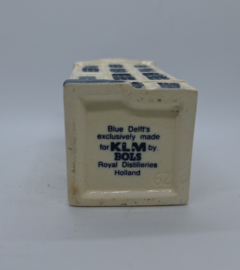 Blue Delft's
exclusively made
for KLM by
BOLS
Royal Distilleries
Holland